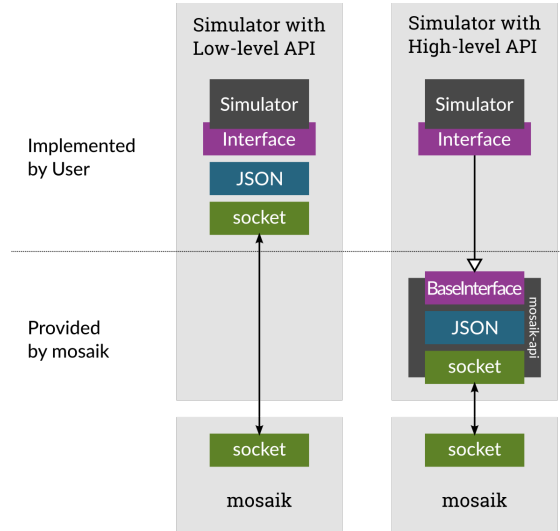 Simulator with
Low-level API
Simulator with
High-level API
Simulator
Interface
JSON
socket
Simulator
Interface
Implemented
by User
BaseInterface
JSON
socket
mosaik-api
Provided
by mosaik
socket
mosaik
socket
mosaik